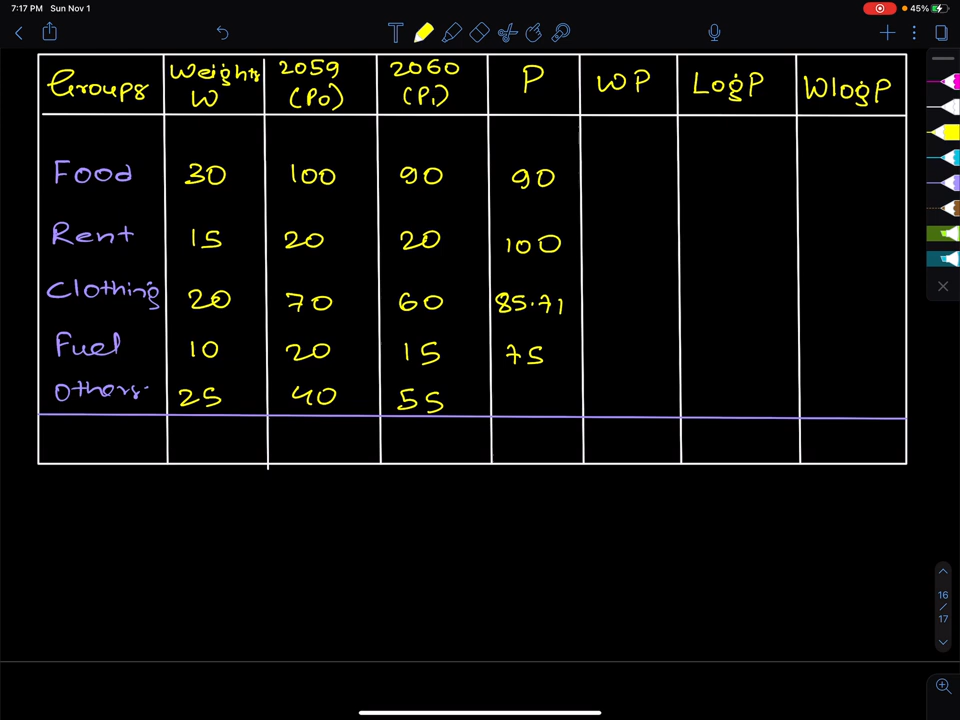 7:17 PM Sun Nov 1
45%
Groups Weights W 2059 (Po) 2060 (P1) P WP LogP WlogP
Food 30 100 90 90
Rent 15 20 20 100
Clothing 20 70 60 85.71
Fuel 10 20 15 75
Others 25 40 55
16
/
17